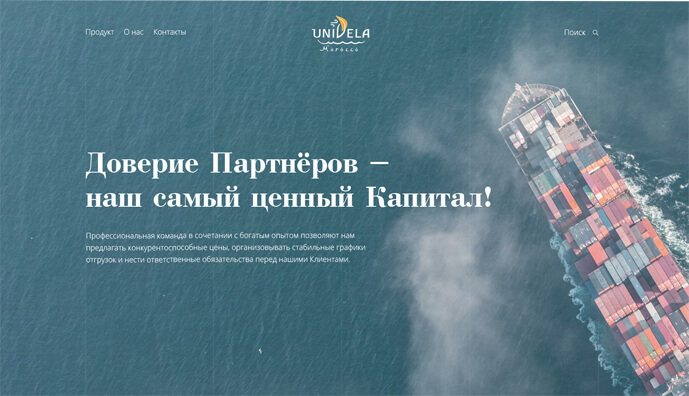 Продукт О нас Контакты
UNIVELA
Morocco
Поиск
Доверие Партнёров –
наш самый ценный Капитал!
Профессиональная команда в сочетании с богатым опытом позволяют нам
предлагать конкурентоспособные цены, организовывать стабильные графики
отгрузок и нести ответственные обязательства перед нашими Клиентами.